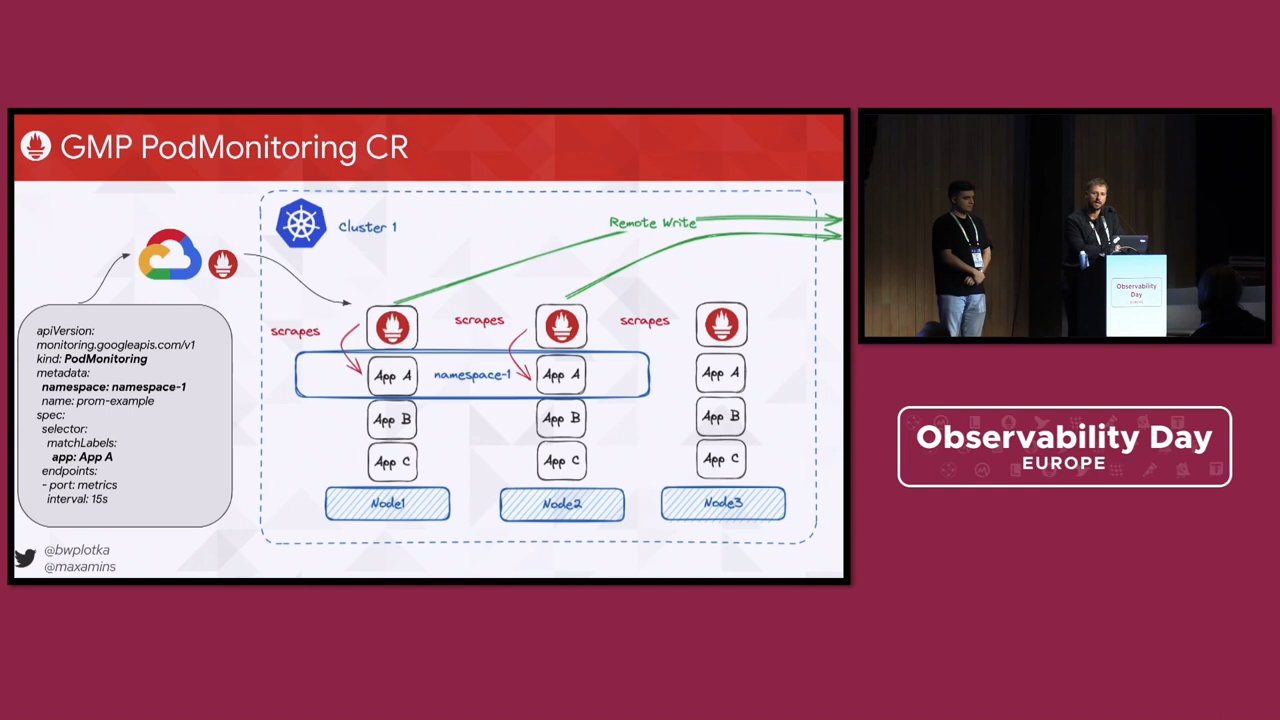 GMP PodMonitoring CR
Cluster 1
Remote Write
scrapes
scrapes
scrapes
App A
namespace-1
App A
App A
App B
App B
App B
App C
App C
App C
Node1
Node2
Node3
apiVersion:
monitoring.googleapis.com/v1
kind: PodMonitoring
metadata:
namespace: namespace-1
name: prom-example
spec:
selector:
matchLabels:
app: App A
endpoints:
- port: metrics
interval: 15s
@bwplotka
@maxamins
Observability
Day
EUROPE
Observability Day
EUROPE